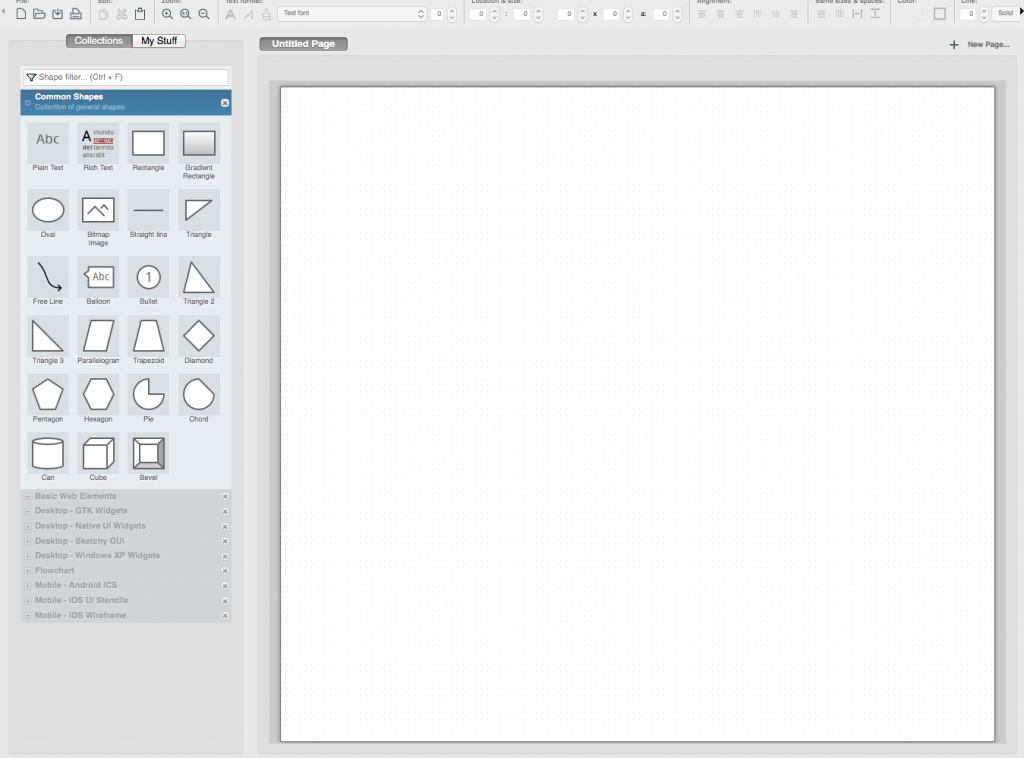 File:
Edit:
Zoom:
Text format:
Location & size:
Alignment:
Same sizes & spaces:
Color:
Line:
Text font
0
0 : 0
0 x 0
a: 0
0
Solid
Collections
My Stuff
Untitled Page
New Page...
Shape filter... (Ctrl + F)
Common Shapes
Collection of general shapes
Abc
A mundu
magine
del tannito
abscidit
Plain Text
Rich Text
Rectangle
Gradient
Rectangle
Oval
Bitmap
Image
Straight line
Triangle
Abc
1
Free Line
Balloon
Bullet
Triangle 2
Triangle 3
Parallelogran
Trapezoid
Diamond
Pentagon
Hexagon
Pie
Chord
Can
Cube
Bevel
Basic Web Elements
Desktop - GTK Widgets
Desktop - Native UI Widgets
Desktop - Sketchy GUI
Desktop - Windows XP Widgets
Flowchart
Mobile - Android ICS
Mobile - iOS UI Stencils
Mobile - iOS Wireframe